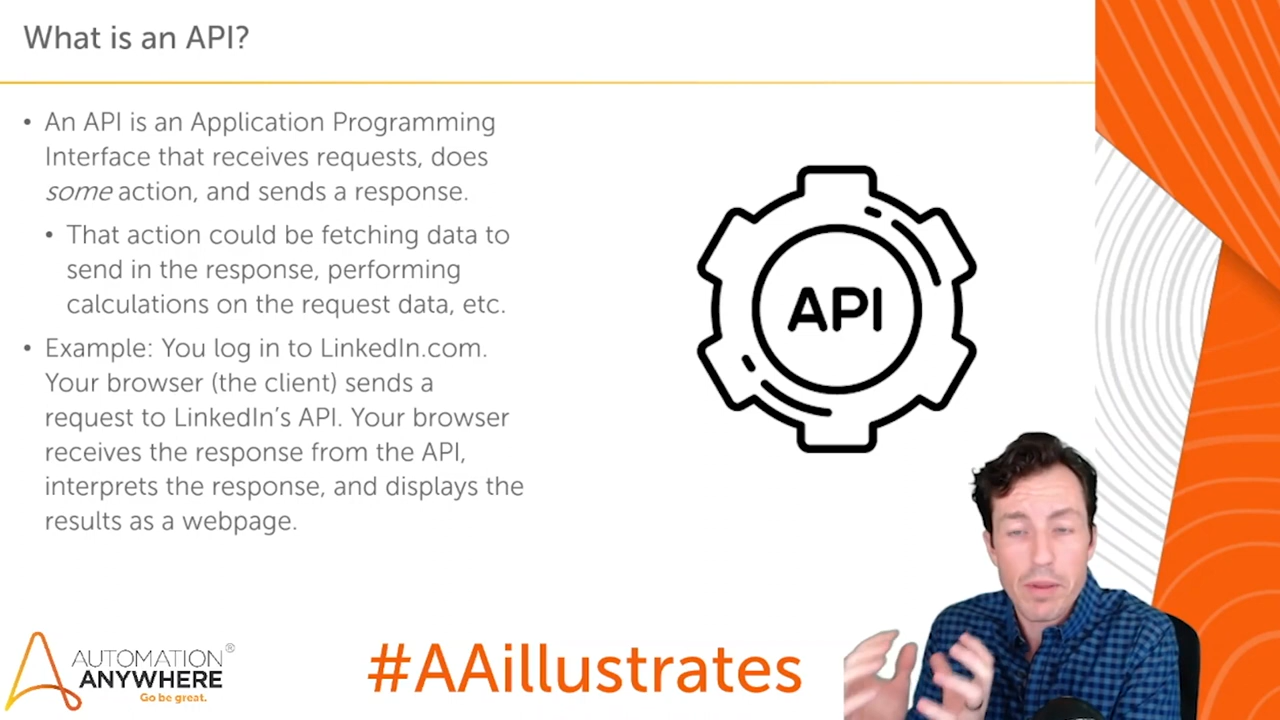 What is an API?
• An API is an Application Programming
Interface that receives requests, does
some action, and sends a response.
• That action could be fetching data to
send in the response, performing
calculations on the request data, etc.
• Example: You log in to LinkedIn.com.
Your browser (the client) sends a
request to LinkedIn’s API. Your browser
receives the response from the API,
interprets the response, and displays the
results as a webpage.
API
AUTOMATION®
ANYWHERE
Go be great.
#AAillustrates